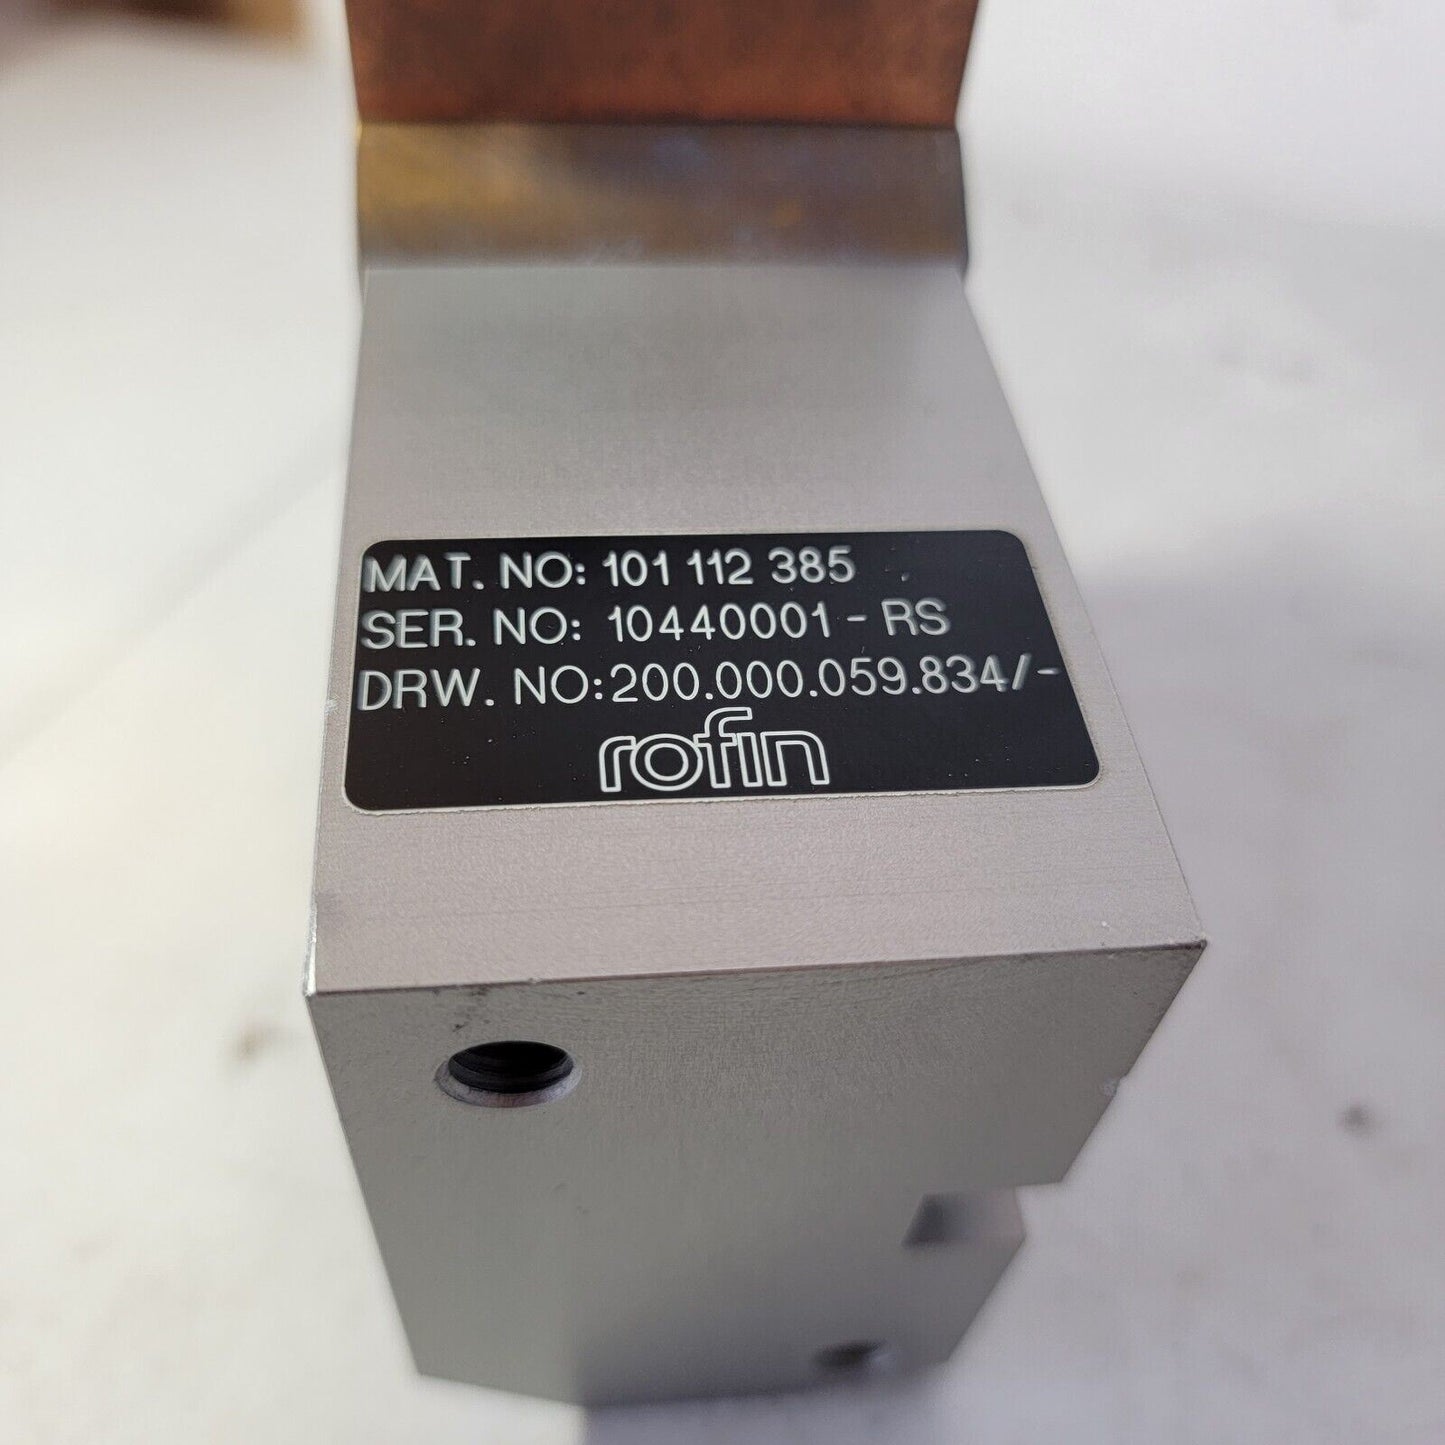 MAT. NO: 101 112 385
SER. NO: 10440001 - RS
DRW. NO:200.000.059.834/-
rofin